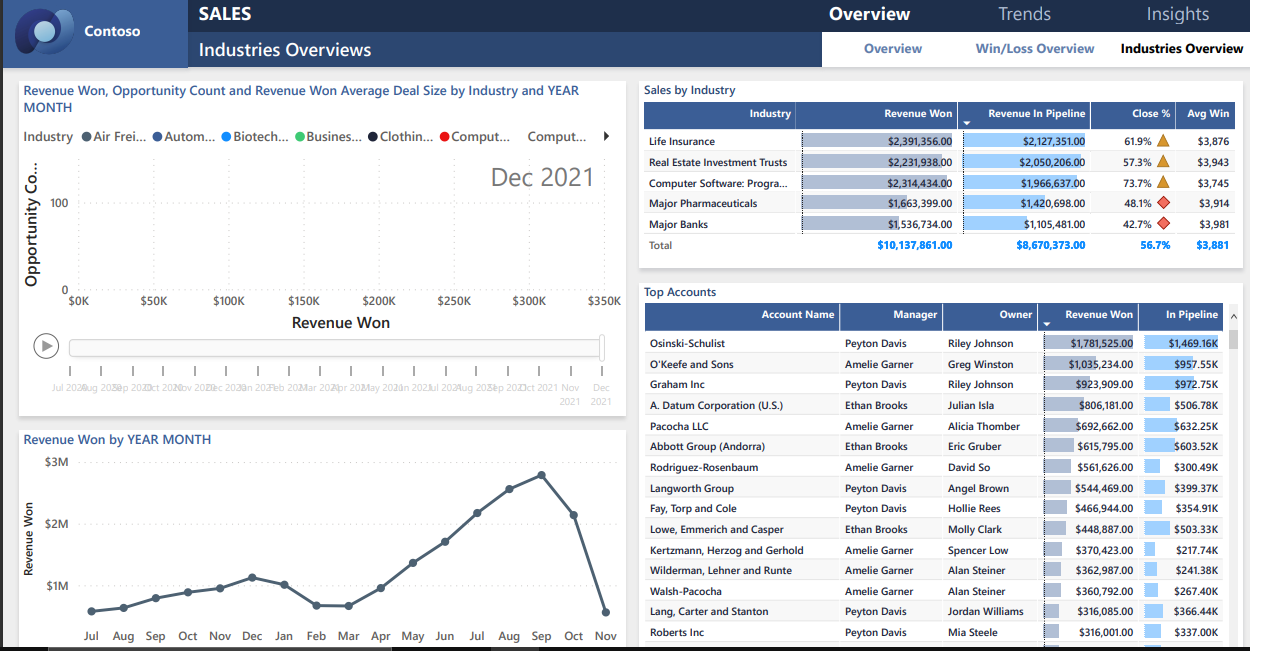 Contoso
SALES
Overview Trends Insights
Industries Overviews
Overview Win/Loss Overview Industries Overview
Revenue Won, Opportunity Count and Revenue Won Average Deal Size by Industry and YEAR
MONTH
Industry Air Frei... Autom... Biotech... Busines... Clothin... Comput... Comput...
Dec 2021
Opportunity Co...
100
0
$0K $50K $100K $150K $200K $250K $300K $350K
Revenue Won
Jul 2020 Aug 2020 Sep 2020 Oct 2020 Nov 2020 Dec 2020 Jan 2021 Feb 2021 Mar 2021 Apr 2021 May 2021 Jun 2021 Jul 2021 Aug 2021 Sep 2021 Oct 2021 Nov 2021 Dec 2021
Revenue Won by YEAR MONTH
Revenue Won
$3M
$2M
$1M
Jul Aug Sep Oct Nov Dec Jan Feb Mar Apr May Jun Jul Aug Sep Oct Nov
Sales by Industry
Industry Revenue Won Revenue In Pipeline Close % Avg Win
Life Insurance $2,391,356.00 $2,127,351.00 61.9% $3,876
Real Estate Investment Trusts $2,231,938.00 $2,050,206.00 57.3% $3,943
Computer Software: Progra... $2,314,434.00 $1,966,637.00 73.7% $3,745
Major Pharmaceuticals $1,663,399.00 $1,420,698.00 48.1% $3,914
Major Banks $1,536,734.00 $1,105,481.00 42.7% $3,981
Total $10,137,861.00 $8,670,373.00 56.7% $3,881
Top Accounts
Account Name Manager Owner Revenue Won In Pipeline
Osinski-Schulist Peyton Davis Riley Johnson $1,781,525.00 $1,469.16K
O'Keefe and Sons Amelie Garner Greg Winston $1,035,234.00 $957.55K
Graham Inc Peyton Davis Riley Johnson $923,909.00 $972.75K
A. Datum Corporation (U.S.) Ethan Brooks Julian Isla $806,181.00 $506.78K
Pacocha LLC Amelie Garner Alicia Thomber $692,662.00 $632.25K
Abbott Group (Andorra) Ethan Brooks Eric Gruber $615,795.00 $603.52K
Rodriguez-Rosenbaum Amelie Garner David So $561,626.00 $300.49K
Langworth Group Peyton Davis Angel Brown $544,469.00 $399.37K
Fay, Torp and Cole Peyton Davis Hollie Rees $466,944.00 $354.91K
Lowe, Emmerich and Casper Ethan Brooks Molly Clark $448,887.00 $503.33K
Kertzmann, Herzog and Gerhold Amelie Garner Spencer Low $370,423.00 $217.74K
Wilderman, Lehner and Runte Amelie Garner Alan Steiner $362,987.00 $241.38K
Walsh-Pacocha Amelie Garner Alan Steiner $360,792.00 $267.40K
Lang, Carter and Stanton Peyton Davis Jordan Williams $316,085.00 $366.44K
Roberts Inc Peyton Davis Mia Steele $316,001.00 $337.00K